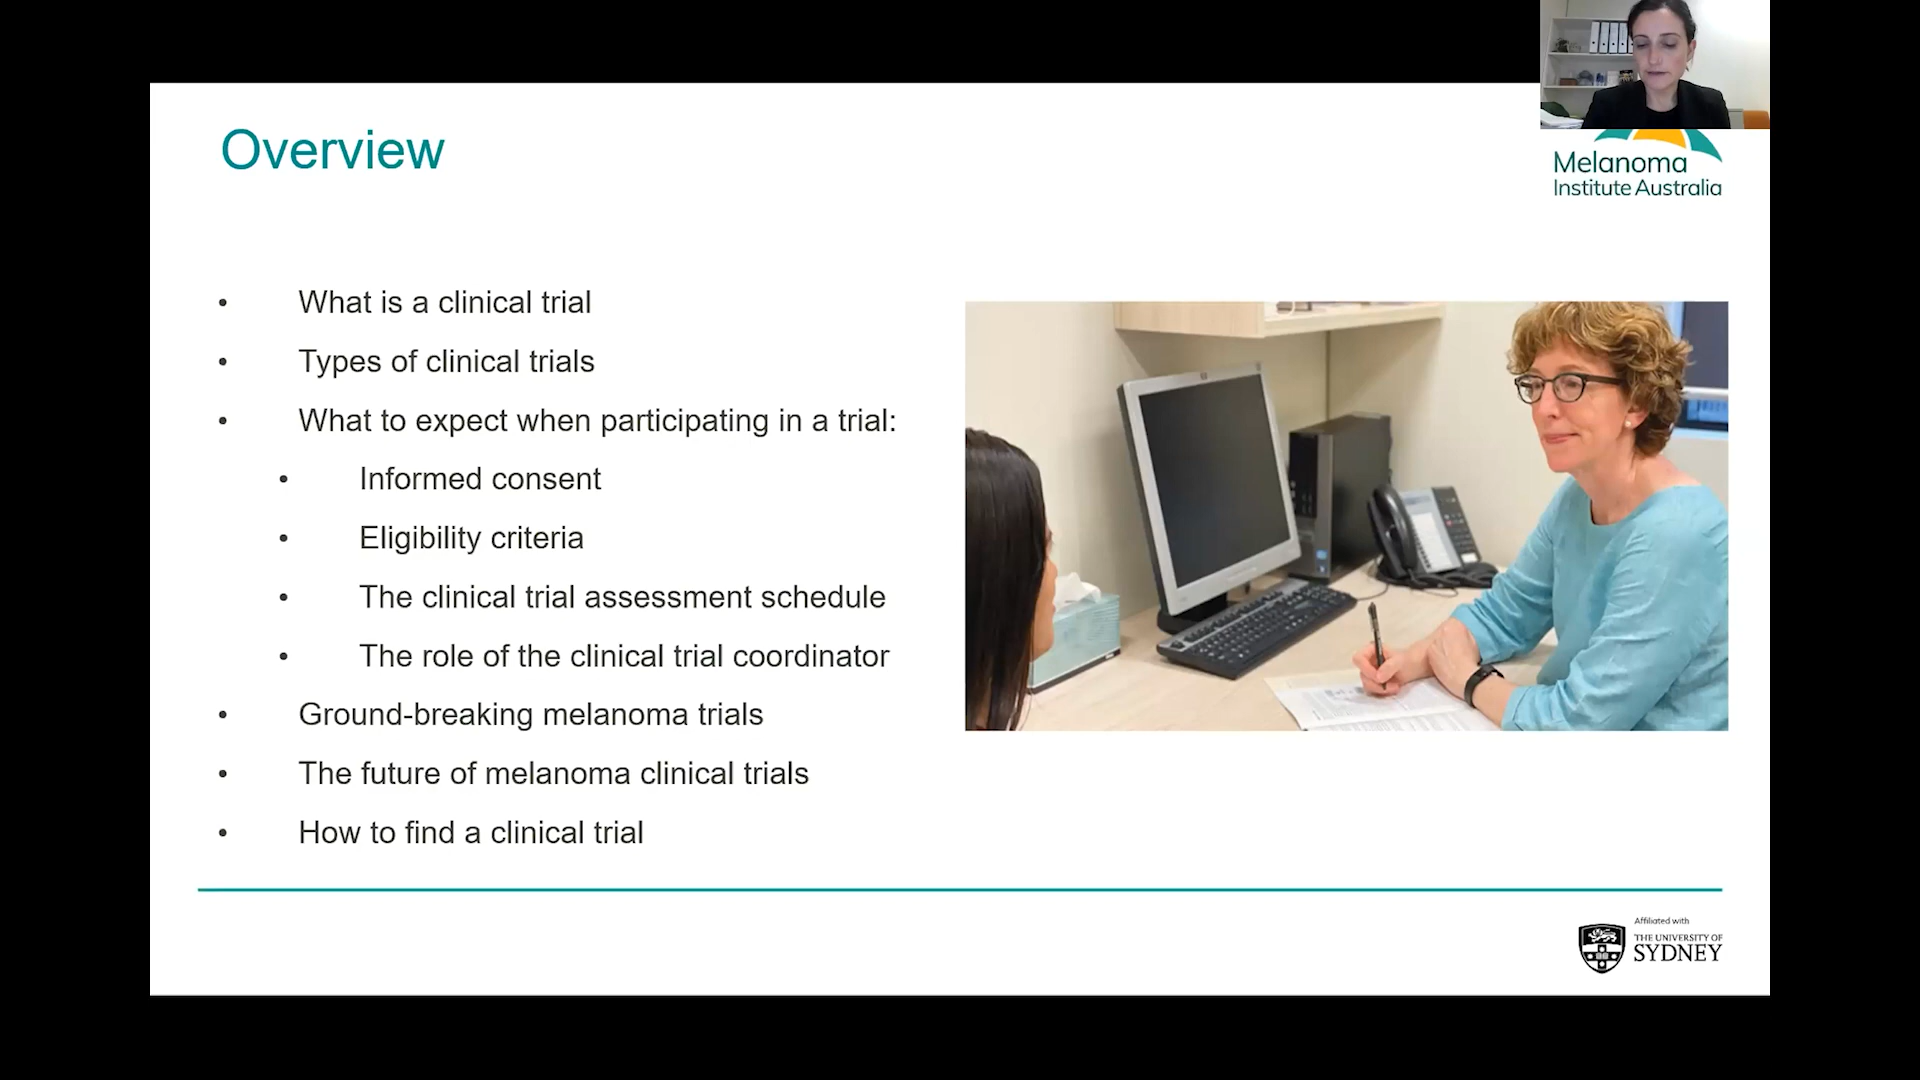 Overview
Melanoma
Institute Australia
• What is a clinical trial
• Types of clinical trials
• What to expect when participating in a trial:
• Informed consent
• Eligibility criteria
• The clinical trial assessment schedule
• The role of the clinical trial coordinator
• Ground-breaking melanoma trials
• The future of melanoma clinical trials
• How to find a clinical trial
Affiliated with
THE UNIVERSITY OF
SYDNEY